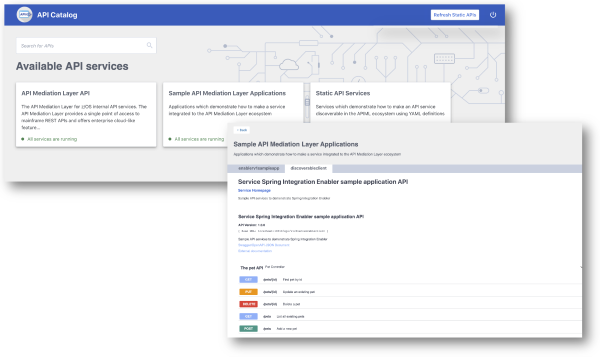 API Catalog
Refresh Static APIs
Search for APIs
Available API services
API Mediation Layer API
The API Mediation Layer for z/OS internal API services. The
API Mediation Layer provides a single point of access to
mainframe REST APIs and offers enterprise cloud-like
feature...
All services are running
Sample API Mediation Layer Applications
Applications which demonstrate how to make a service
integrated to the API Mediation Layer ecosystem
All services are running
Static API Services
Services which demonstrate how to make an API service
discoverable in the APIML ecosystem using YAML definitions
Back
Sample API Mediation Layer Applications
Applications which demonstrate how to make a service integrated to the API Mediation Layer ecosystem
enablerv1sampleapp
discoverableclient
Service Spring Integration Enabler sample application API
Service Homepage
Sample API services to demonstrate Spring Integration Enabler
Service Spring Integration Enabler sample application API
API Version: 1.0.0
Sample API services to demonstrate Spring Integration Enabler
External documentation
The pet API Pet Controller
GET /pets/{id} Find pet by id
PUT /pets/{id} Update an existing pet
DELETE /pets/{id} Delete a pet
GET /pets List all existing pets
POST /pets Add a new pet